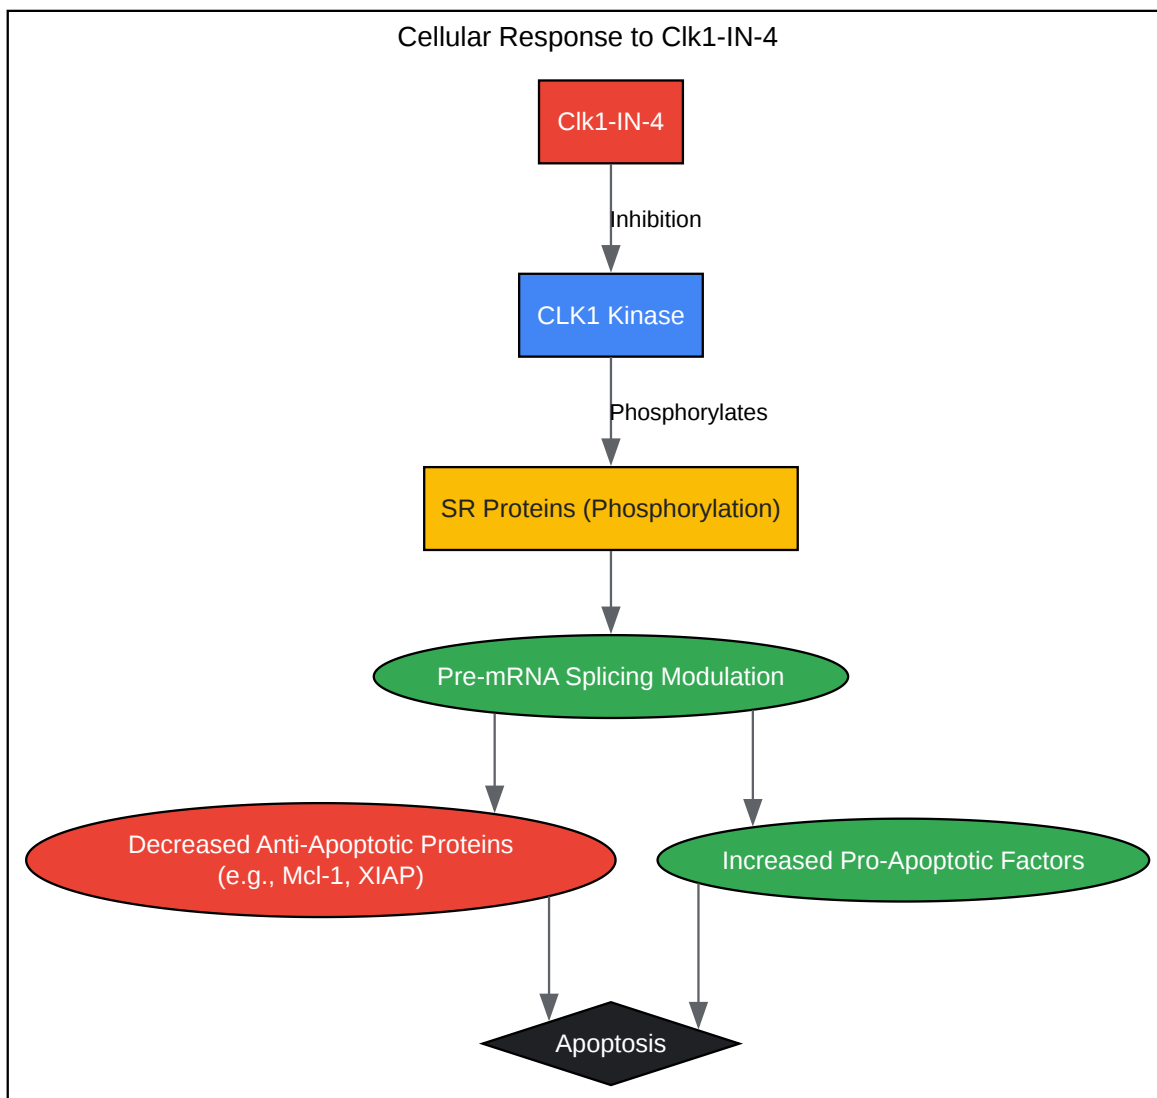 Cellular Response to Clk1-IN-4
Clk1-IN-4
Inhibition
CLK1 Kinase
Phosphorylates
SR Proteins (Phosphorylation)
Pre-mRNA Splicing Modulation
Decreased Anti-Apoptotic Proteins
(e.g., Mcl-1, XIAP)
Increased Pro-Apoptotic Factors
Apoptosis